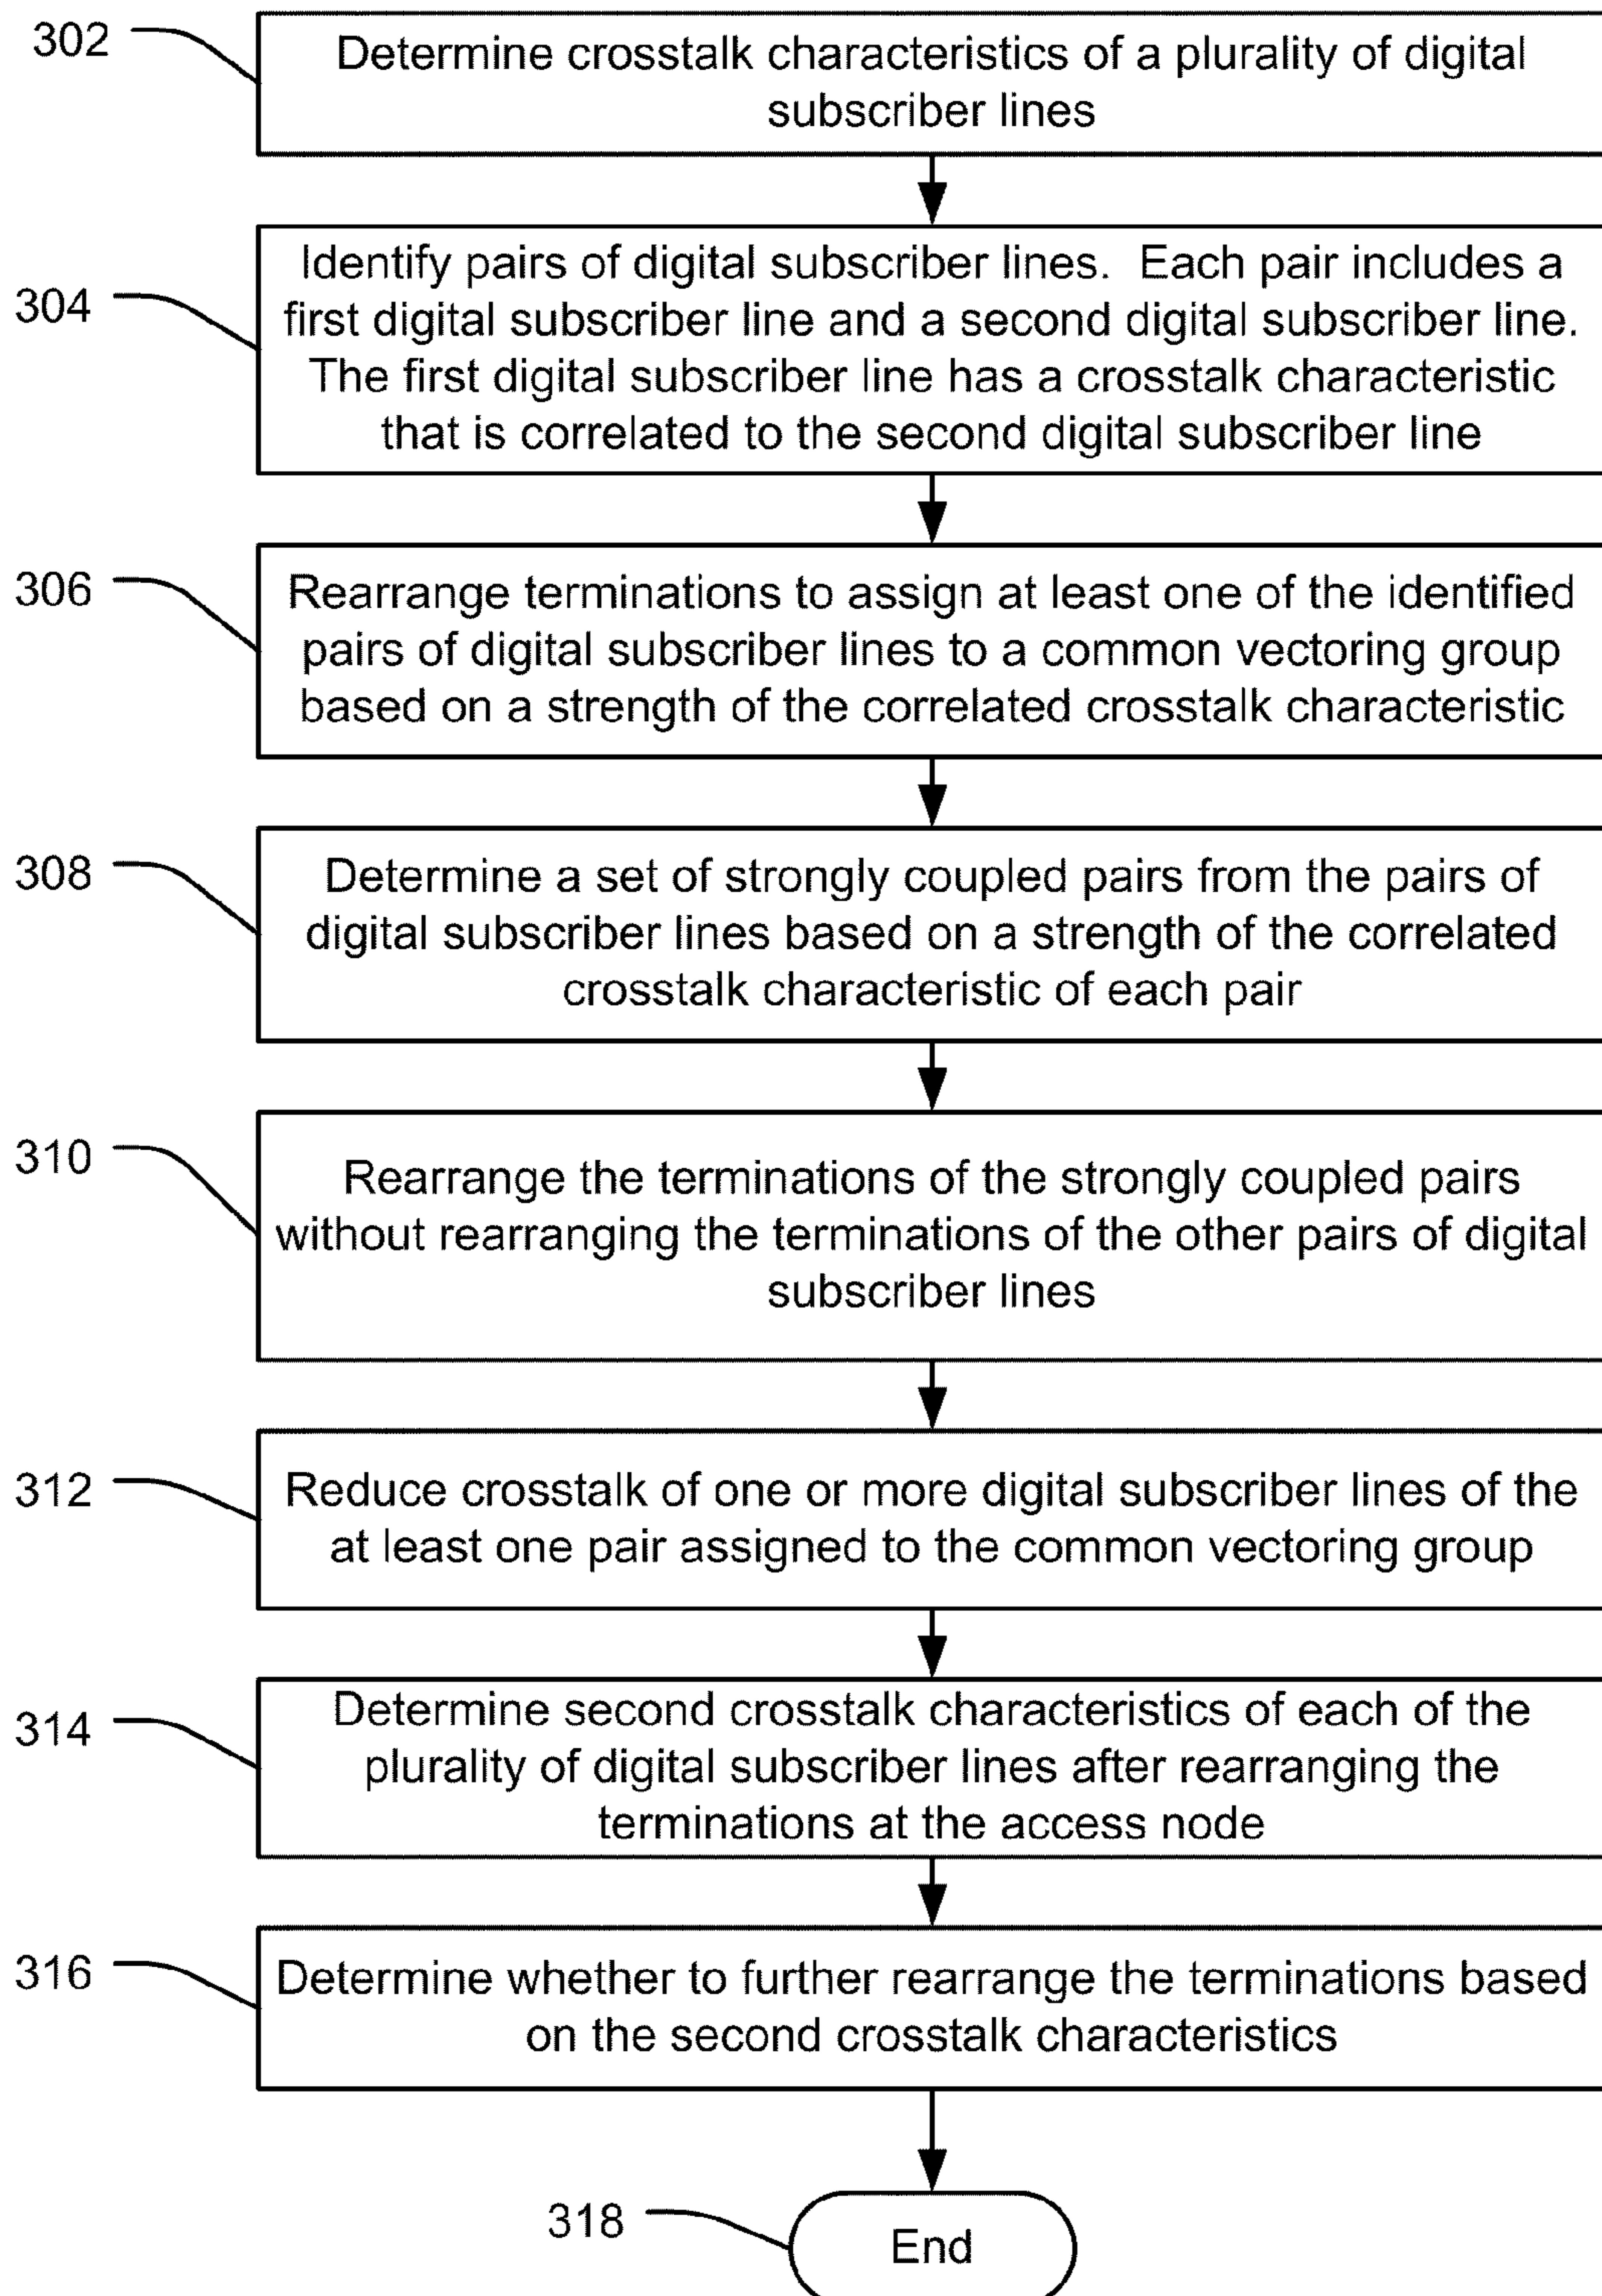 302
Determine crosstalk characteristics of a plurality of digital
subscriber lines
304
Identify pairs of digital subscriber lines. Each pair includes a
first digital subscriber line and a second digital subscriber line.
The first digital subscriber line has a crosstalk characteristic
that is correlated to the second digital subscriber line
306
Rearrange terminations to assign at least one of the identified
pairs of digital subscriber lines to a common vectoring group
based on a strength of the correlated crosstalk characteristic
308
Determine a set of strongly coupled pairs from the pairs of
digital subscriber lines based on a strength of the correlated
crosstalk characteristic of each pair
310
Rearrange the terminations of the strongly coupled pairs
without rearranging the terminations of the other pairs of digital
subscriber lines
312
Reduce crosstalk of one or more digital subscriber lines of the
at least one pair assigned to the common vectoring group
314
Determine second crosstalk characteristics of each of the
plurality of digital subscriber lines after rearranging the
terminations at the access node
316
Determine whether to further rearrange the terminations based
on the second crosstalk characteristics
318
End